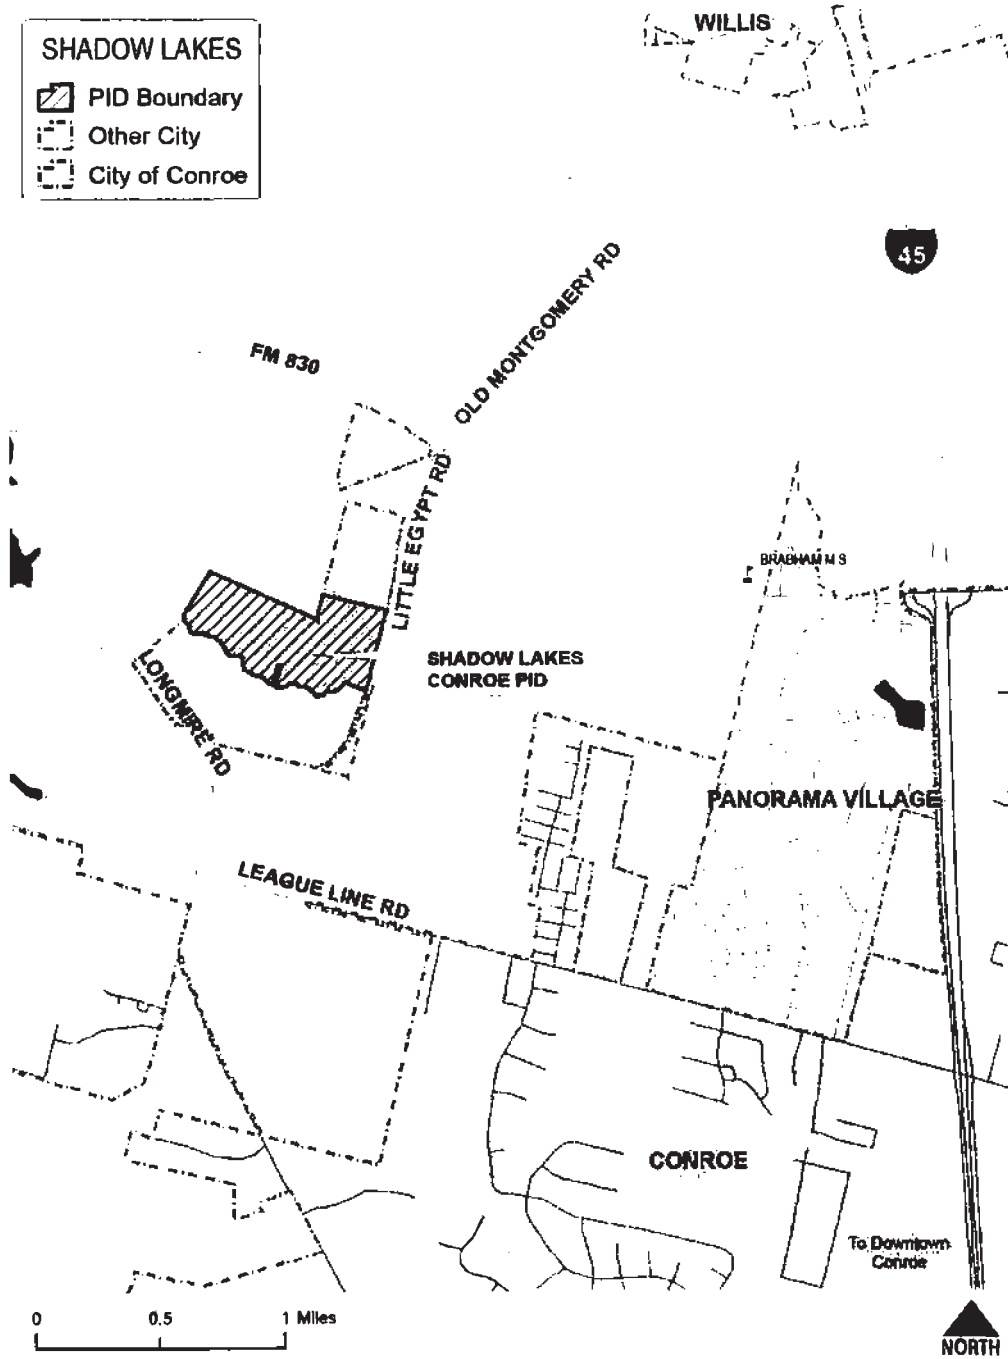 SHADOW LAKES
PID Boundary
Other City
City of Conroe
WILLIS
45
OLD MONTGOMERY RD
FM 830
LITTLE EGYPT RD
BRABHAM M S
SHADOW LAKES
CONROE PID
LONGMIRE RD
PANORAMA VILLAGE
LEAGUE LINE RD
CONROE
To Downtown
Conroe
0 0.5 1 Miles
NORTH